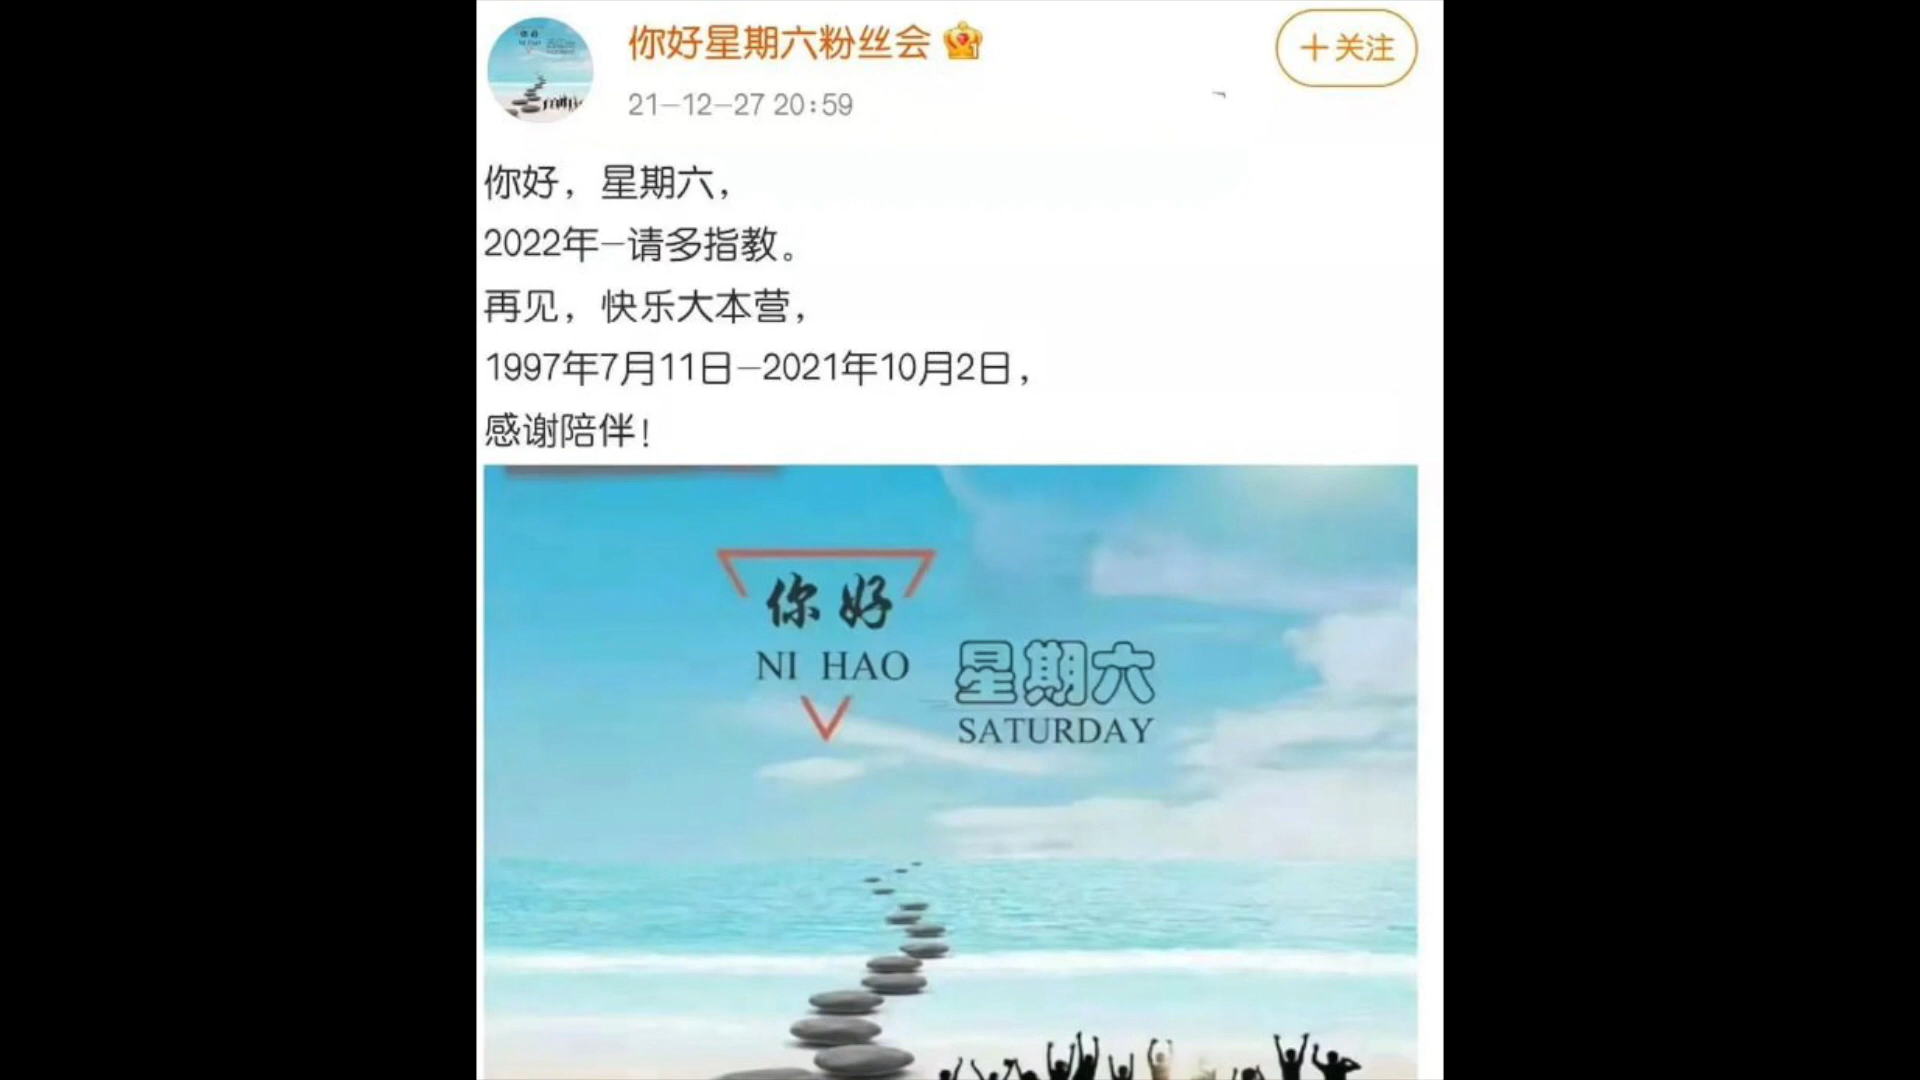 你好星期六粉丝会
+关注
21-12-27 20:59
你好，星期六，
2022年-请多指教。
再见，快乐大本营，
1997年7月11日-2021年10月2日，
感谢陪伴！
你好
NI HAO
星期六
SATURDAY